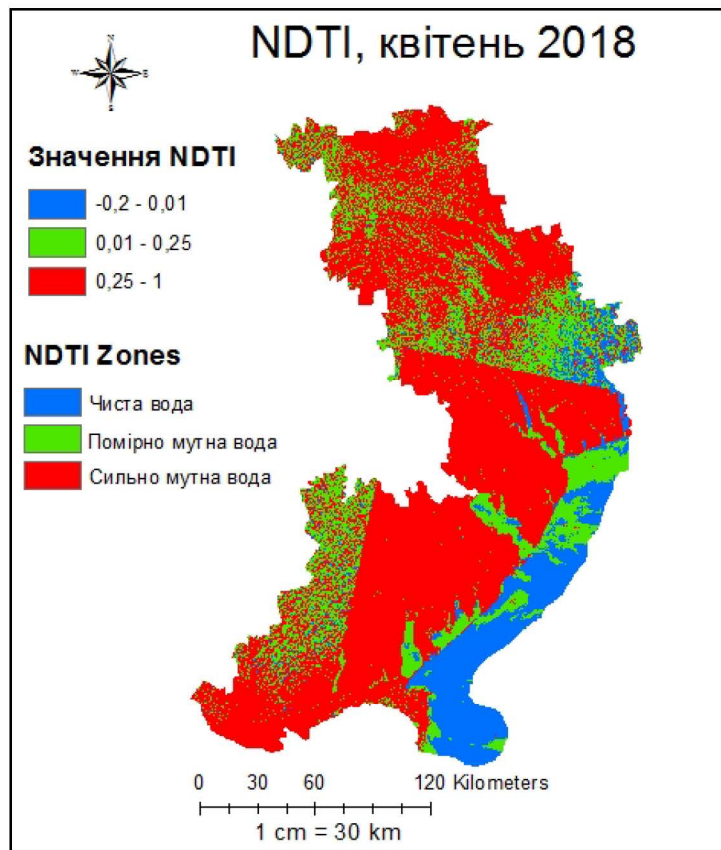 NDTI, квітень 2018
N
W
E
S
Значення NDTI
-0,2 - 0,01
0,01 - 0,25
0,25 - 1
NDTI Zones
Чиста вода
Помірно мутна вода
Сильно мутна вода
0 30 60 120 Kilometers
1 cm = 30 km